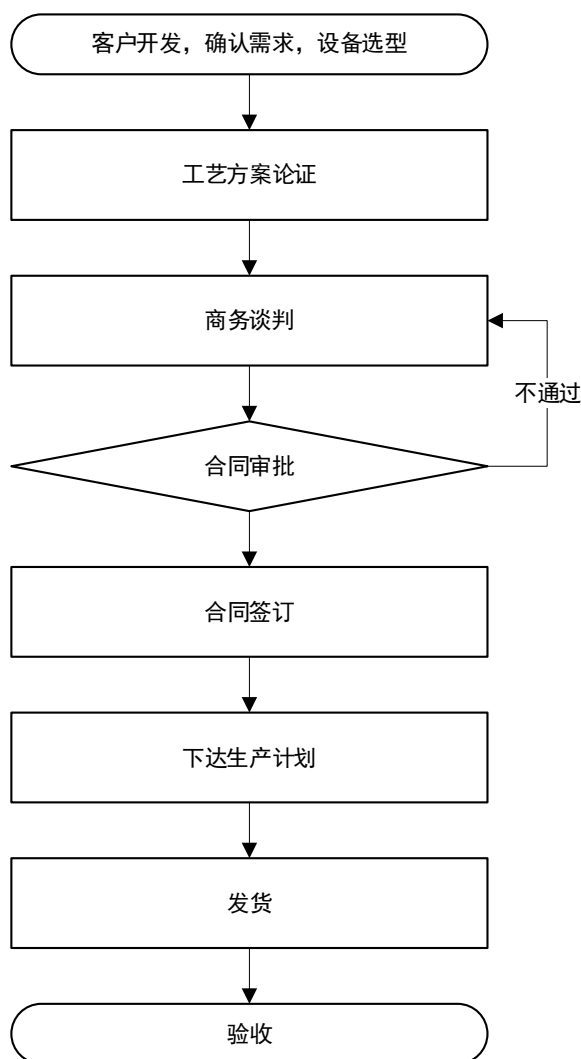 客户开发，确认需求，设备选型
工艺方案论证
商务谈判
不通过
合同审批
合同签订
下达生产计划
发货
验收